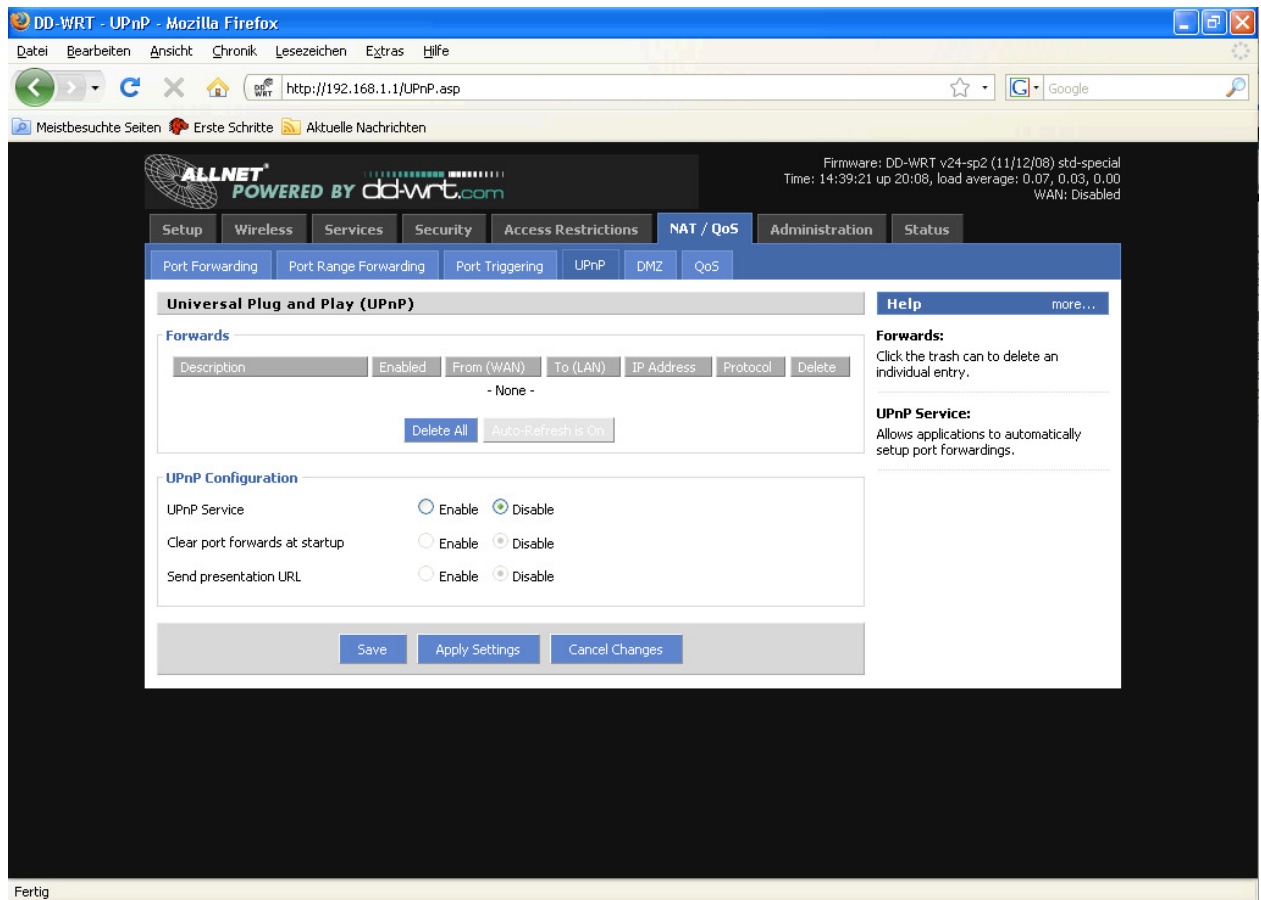 DD-WRT - UPnP - Mozilla Firefox
Datei Bearbeiten Ansicht Chronik Lesezeichen Extras Hilfe
DD WRT http://192.168.1.1/UPnP.asp G Google
Meistbesuchte Seiten Erste Schritte Aktuelle Nachrichten
ALLNET
POWERED BY dd-wrt.com
Firmware: DD-WRT v24-sp2 (11/12/08) std-special
Time: 14:39:21 up 20:08, load average: 0.07, 0.03, 0.00
WAN: Disabled
Setup Wireless Services Security Access Restrictions NAT / QoS Administration Status
Port Forwarding Port Range Forwarding Port Triggering UPnP DMZ QoS
Universal Plug and Play (UPnP)
Forwards
Description Enabled From (WAN) To (LAN) IP Address Protocol Delete
- None -
Delete All Auto-Refresh is On
UPnP Configuration
UPnP Service Enable Disable
Clear port forwards at startup Enable Disable
Send presentation URL Enable Disable
Save Apply Settings Cancel Changes
Help more...
Forwards:
Click the trash can to delete an
individual entry.
UPnP Service:
Allows applications to automatically
setup port forwardings.
Fertig